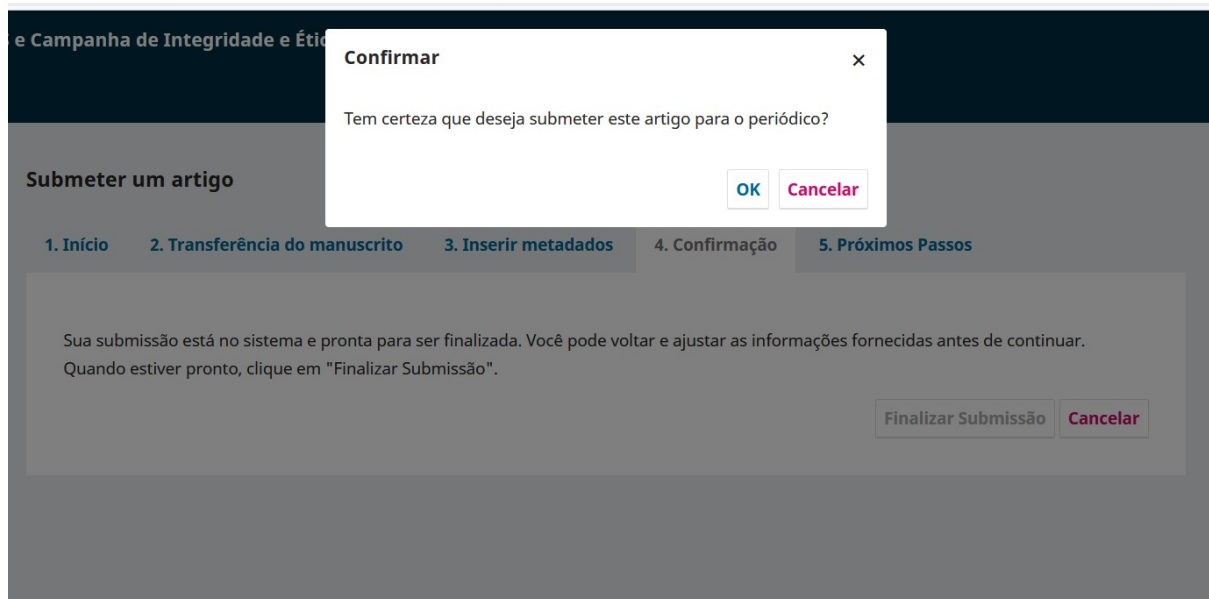 e Campanha de Integridade e Étic
Confirmar ×
Tem certeza que deseja submeter este artigo para o periódico?
OK Cancelar
Submeter um artigo
1. Início 2. Transferência do manuscrito 3. Inserir metadados 4. Confirmação 5. Próximos Passos
Sua submissão está no sistema e pronta para ser finalizada. Você pode voltar e ajustar as informações fornecidas antes de continuar.
Quando estiver pronto, clique em "Finalizar Submissão".
Finalizar Submissão Cancelar